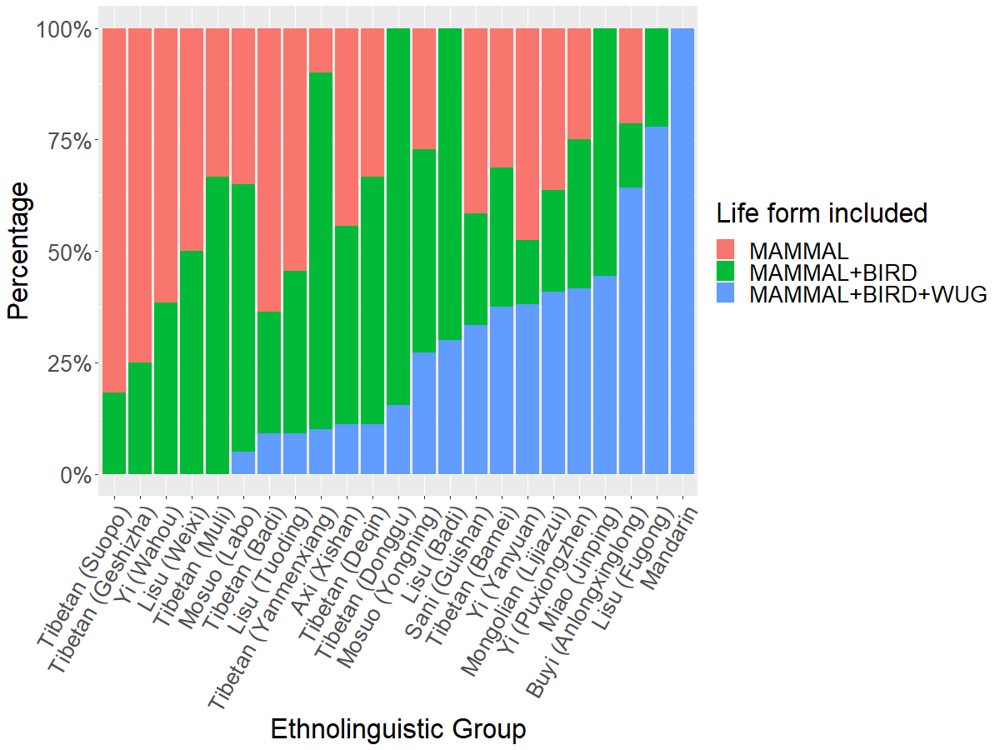 100%
75%
50%
25%
0%
Percentage
Tibetan (Suopo)
Tibetan (Geshizha)
Yi (Wahou)
Lisu (Weixi)
Tibetan (Muli)
Mosuo (Labo)
Tibetan (Badi)
Lisu (Tuoding)
Tibetan (Yanmenxiang)
Axi (Xishan)
Tibetan (Deqin)
Tibetan (Donggu)
Mosuo (Yongning)
Lisu (Badi)
Sani (Guishan)
Tibetan (Bamei)
Yi (Yanyuan)
Mongolian (Lijiazui)
Yi (Puxiongzhen)
Miao (Jinping)
Buyi (Anlongxinglong)
Lisu (Fugong)
Mandarin
Ethnolinguistic Group
Life form included
MAMMAL
MAMMAL+BIRD
MAMMAL+BIRD+WUG